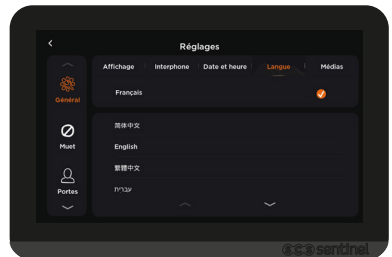 Réglages
Affichage Interphone Date et heure Langue Médias
Français
Général
简体中文
Muet
English
繁體中文
Portes
עברית
sentinel